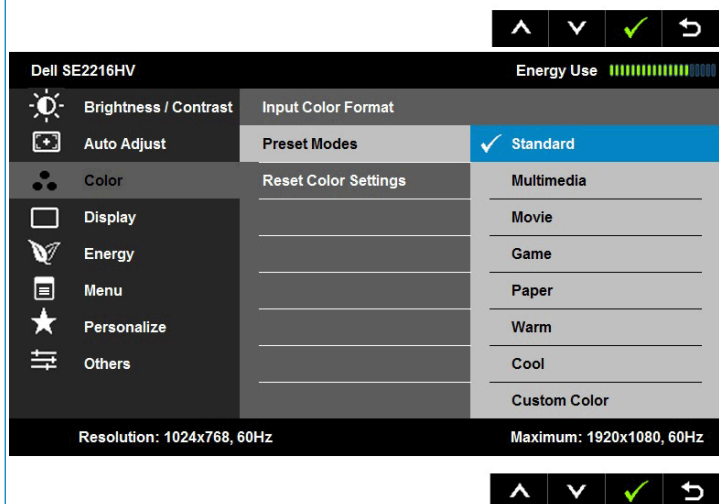 Dell SE2216HV
Energy Use
Brightness / Contrast
Input Color Format
Auto Adjust
Preset Modes
Standard
Color
Reset Color Settings
Multimedia
Display
Movie
Energy
Game
Menu
Paper
Personalize
Warm
Others
Cool
Custom Color
Resolution: 1024x768, 60Hz
Maximum: 1920x1080, 60Hz